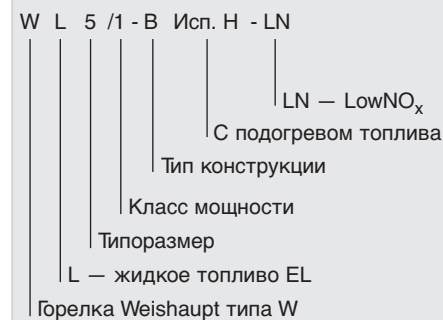 W L 5 /1 - B Исп. H - LN
LN — LowNOx
С подогревом топлива
Тип конструкции
Класс мощности
Типоразмер
L — жидкое топливо EL
Горелка Weishaupt типа W